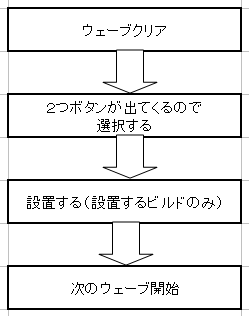 ウェーブクリア
2つボタンが出てくるので
選択する
設置する(設置するビルドのみ)
次のウェーブ開始